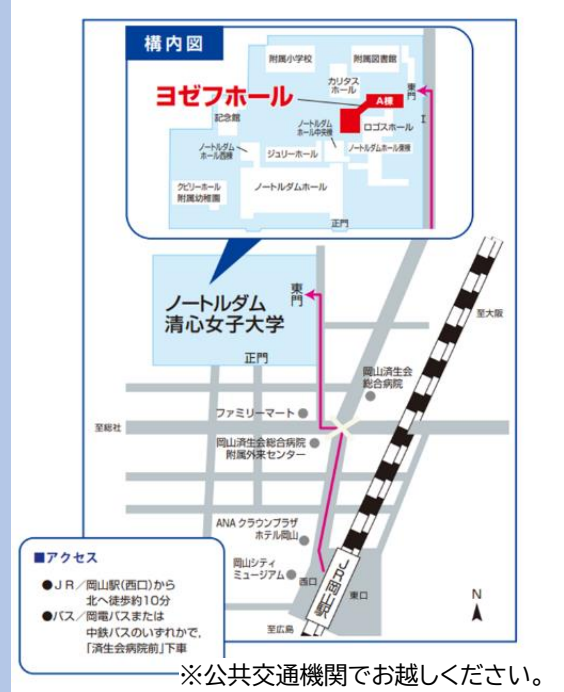 構内図
附属小学校
附属図書館
カリタス
ホール
東門
ヨゼフホール
A棟
記念館
ノートルダム
ホール中央棟
ロゴスホール
ノートルダム
ホール西棟
ジュリーホール
ノートルダムホール東棟
クビリーホール
附属幼稚園
ノートルダムホール
正門
ノートルダム
清心女子大学
東門
正門
至大阪
岡山済生会
総合病院
ファミリーマート
至総社
岡山済生会総合病院
附属外来センター
ANAクラウンプラザ
ホテル岡山
岡山シティ
ミュージアム
西口
JR岡山駅
東口
至広島
N
■アクセス
●JR/岡山駅(西口)から
北へ徒歩約10分
●バス/岡電バスまたは
中鉄バスのいずれかで、
「済生会病院前」下車
※公共交通機関でお越しください。